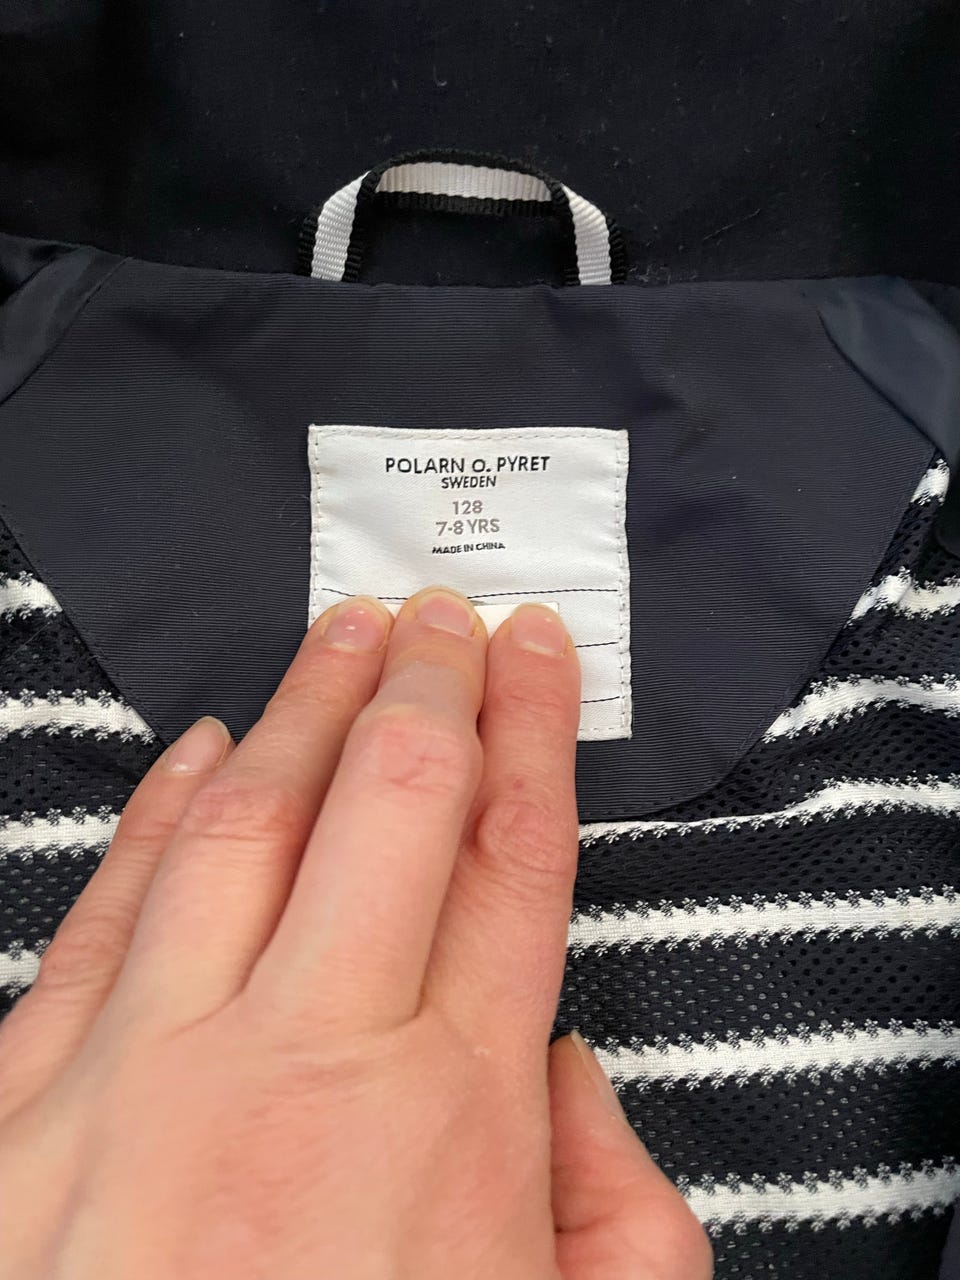 POLARN O. PYRET
SWEDEN
128
7-8 YRS
MADE IN CHINA